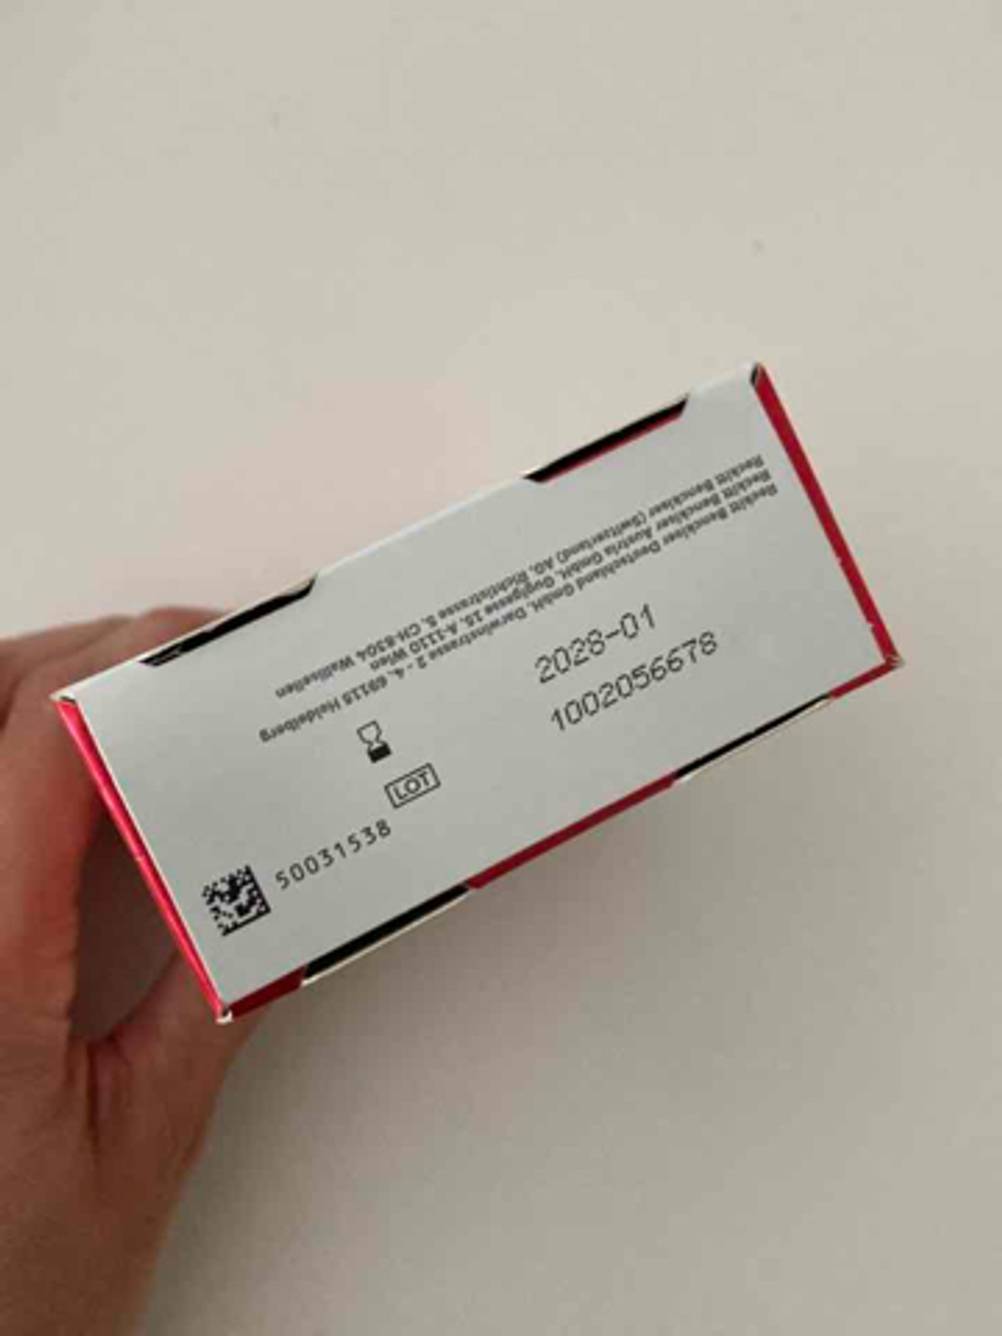 Reckitt Benckiser Deutschland GmbH, Darwinstrasse 2 - 4, 69115 Heidelberg
Reckitt Benckiser Austria GmbH, Guglgasse 15, A-1110 Wien
Reckitt Benckiser (Switzerland) AG, Richtistrasse 5, CH-8304 Wallisellen
2028-01
LOT 1002056678
50031538